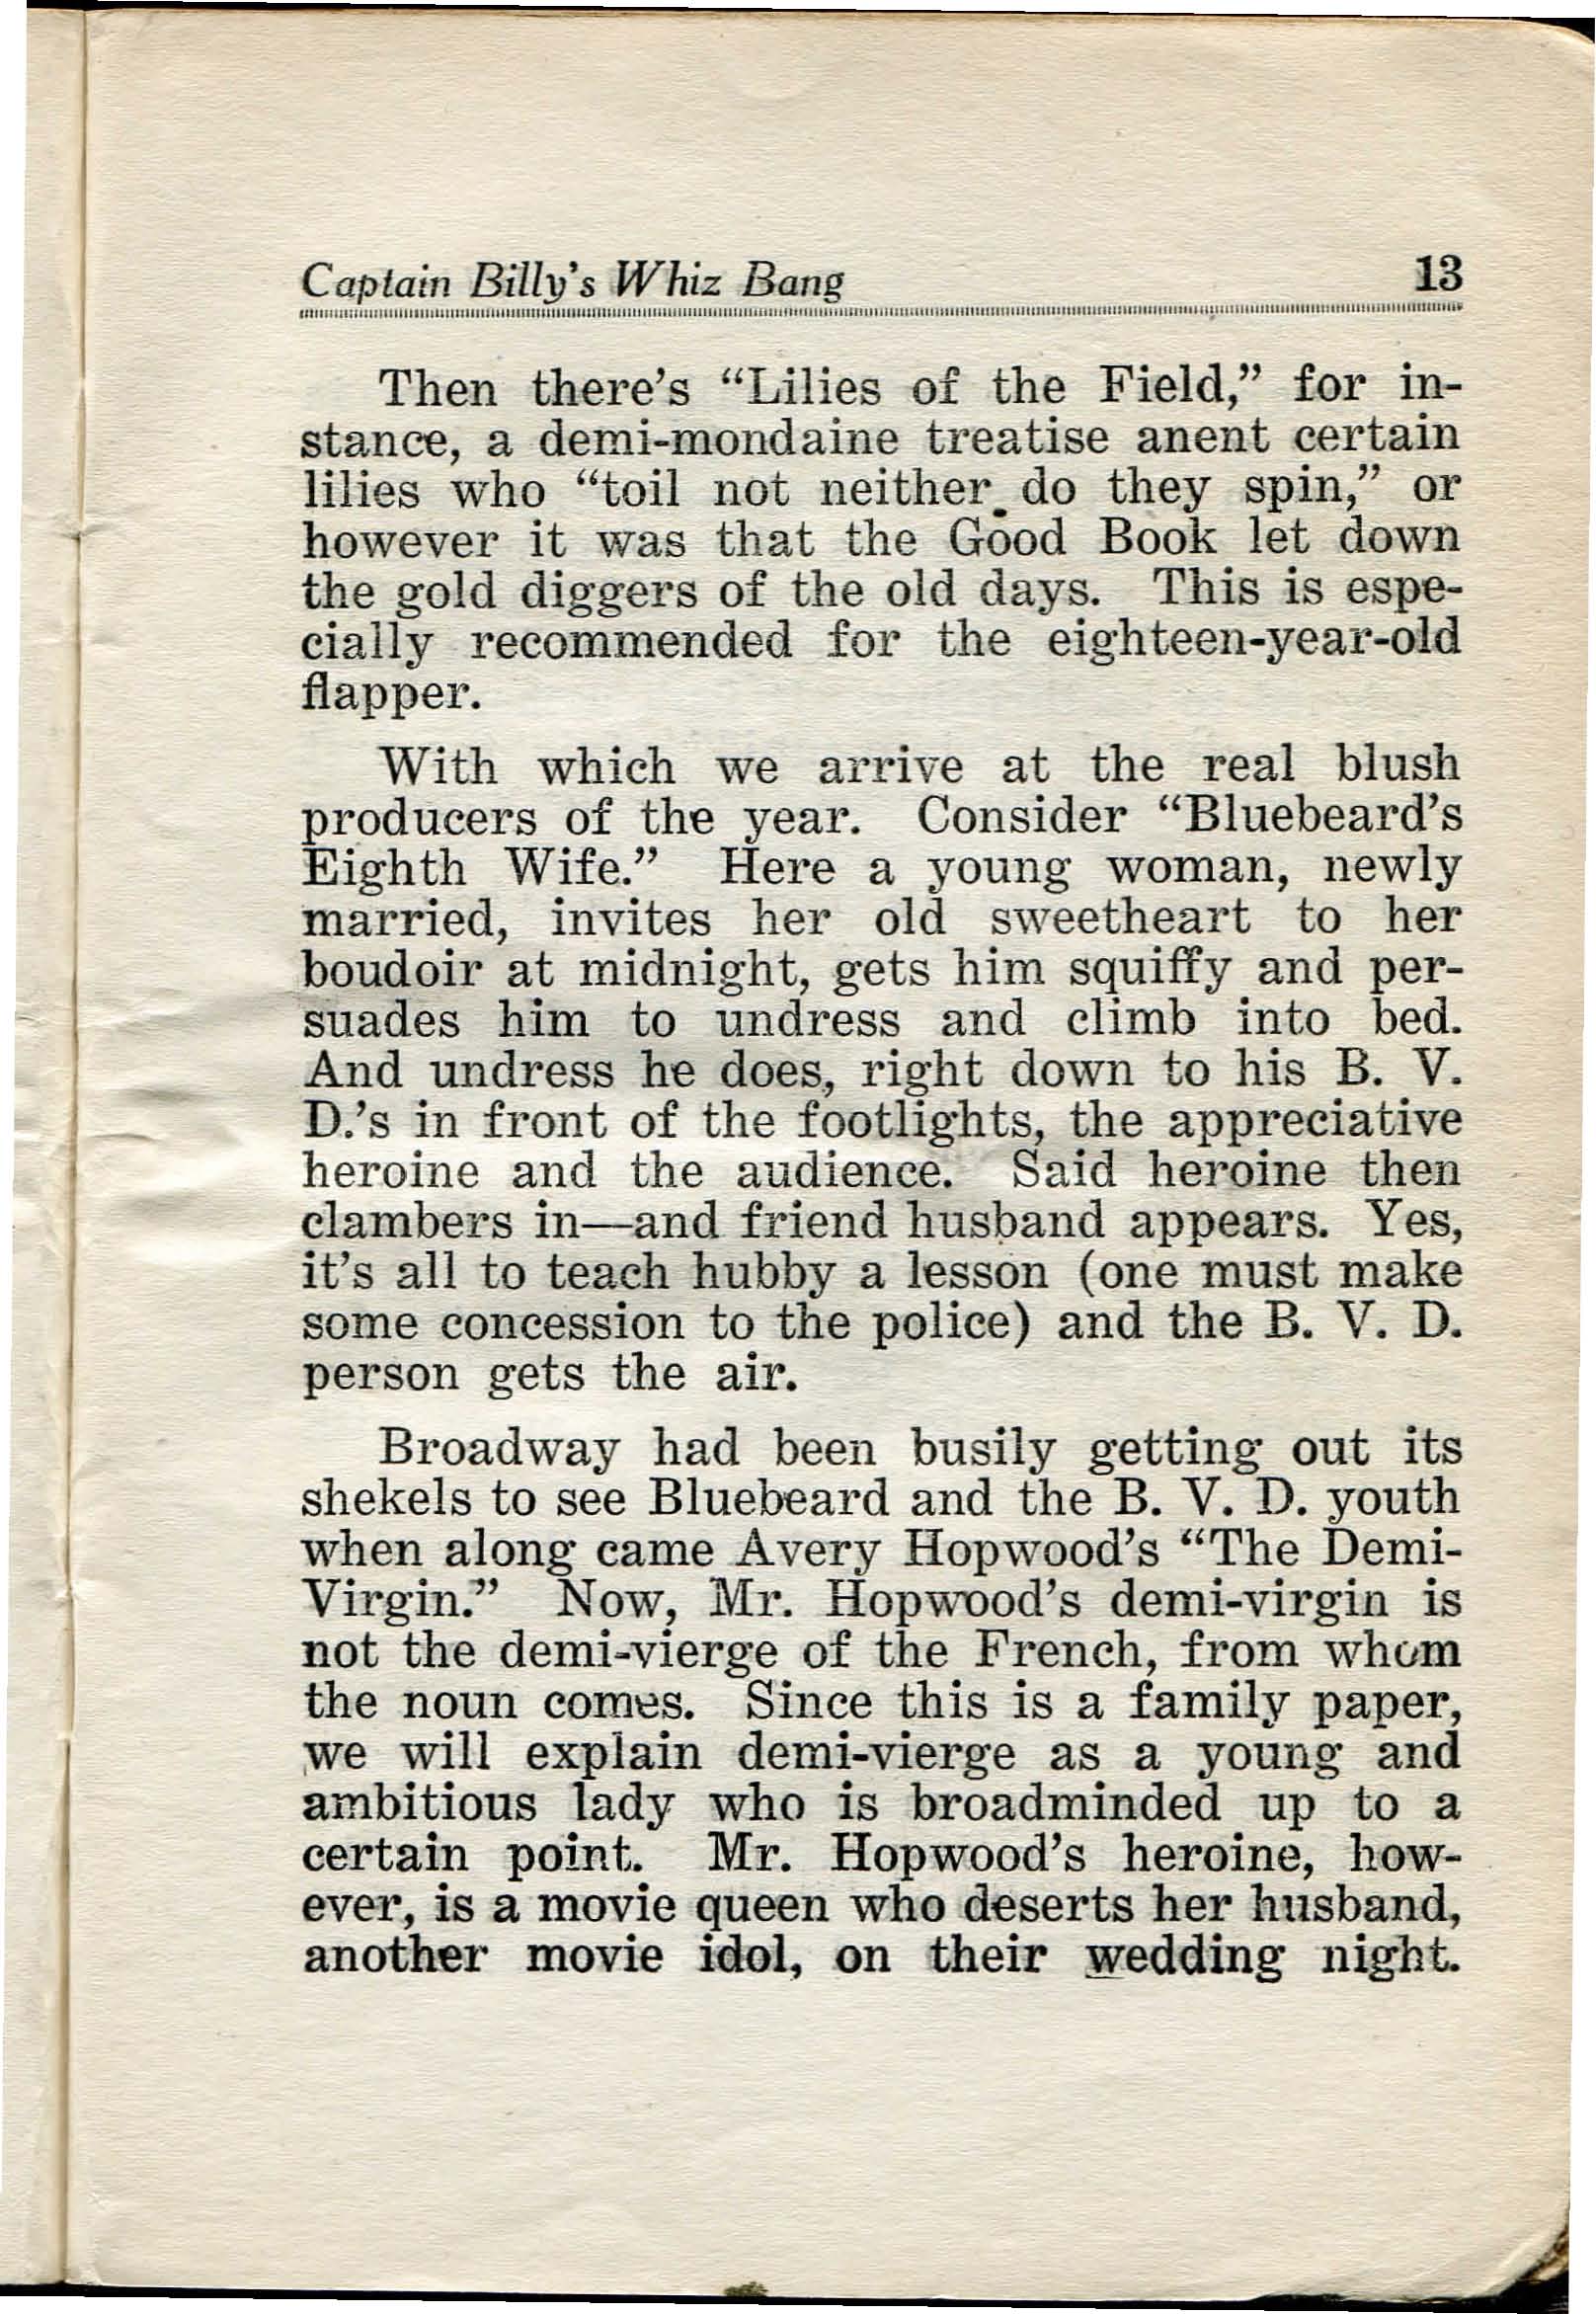 Captain Billy's Whiz Bang 13
Then there's “Lilies of the Field,” for in-
stance, a demi-mondaine treatise anent certain
lilies who “toil not neither do they spin,” or
however it was that the Good Book let down
the gold diggers of the old days. This is espe-
cially recommended for the eighteen-year-old
flapper.
With which we arrive at the real blush
producers of the year. Consider “Bluebeard's
Eighth Wife.” Here a young woman, newly
married, invites her old sweetheart to her
boudoir at midnight, gets him squiffy and per-
suades him to undress and climb into bed.
And undress he does, right down to his B. V.
D.'s in front of the footlights, the appreciative
heroine and the audience. Said heroine then
clambers in—and friend husband appears. Yes,
it's all to teach hubby a lesson (one must make
some concession to the police) and the B. V. D.
person gets the air.
Broadway had been busily getting out its
shekels to see Bluebeard and the B. V. D. youth
when along came Avery Hopwood's “The Demi-
Virgin.” Now, Mr. Hopwood's demi-virgin is
not the demi-vierge of the French, from whom
the noun comes. Since this is a family paper,
we will explain demi-vierge as a young and
ambitious lady who is broadminded up to a
certain point. Mr. Hopwood's heroine, how-
ever, is a movie queen who deserts her husband,
another movie idol, on their wedding night.